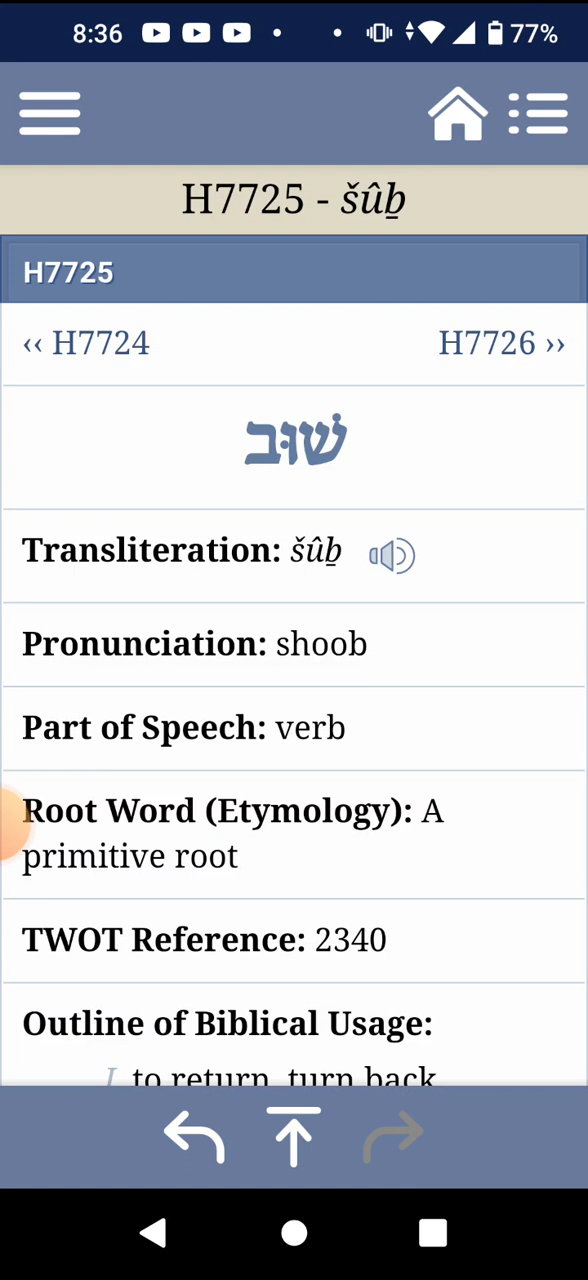 8:36 77%
H7725 - šûḇ
H7725
‹‹ H7724 H7726 ››
שׁוּב
Transliteration: šûḇ
Pronunciation: shoob
Part of Speech: verb
Root Word (Etymology): A
primitive root
TWOT Reference: 2340
Outline of Biblical Usage:
I. to return, turn back